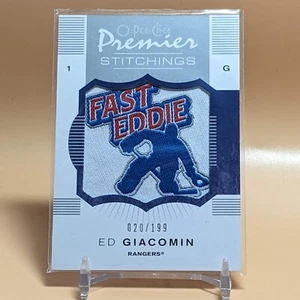 O-Pee-Chee
Premier
STITCHINGS
1 G
FAST
EDDIE
020/199
ED GIACOMIN
RANGERS®